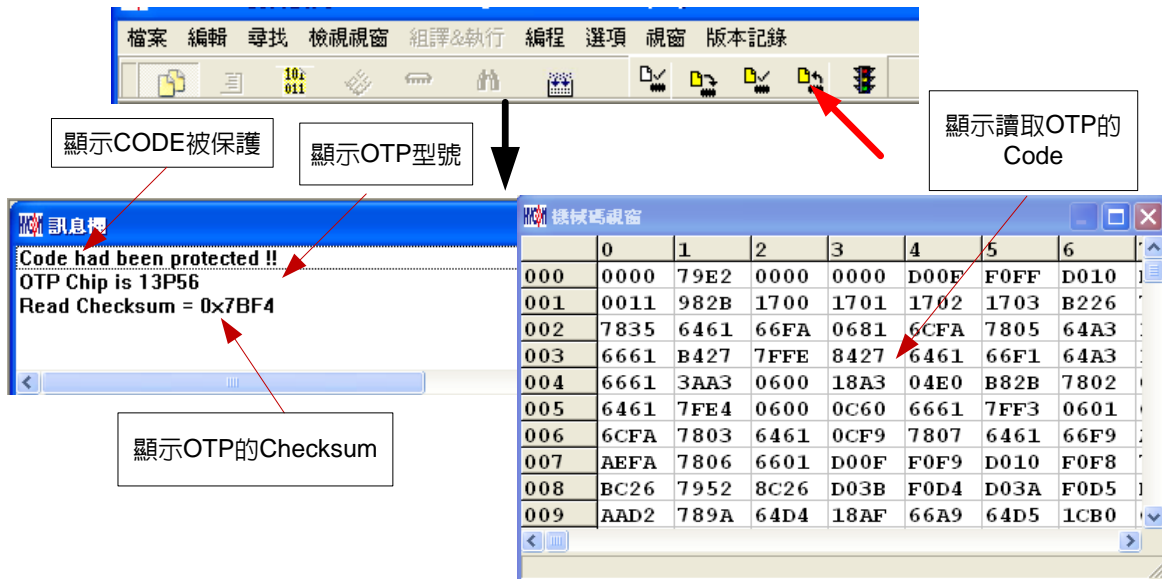 檔案 編輯 尋找 檢視視窗 組譯&執行 編程 選項 視窗 版本記錄
顯示CODE被保護
顯示OTP型號
顯示讀取OTP的
Code
訊息欄
Code had been protected !!
OTP Chip is 13P56
Read Checksum = 0x7BF4
顯示OTP的Checksum
機械碼視窗
0 1 2 3 4 5 6
000 0000 79E2 0000 0000 D00F F0FF D010
001 0011 982B 1700 1701 1702 1703 B226
002 7835 6461 66FA 0681 6CFA 7805 64A3
003 6661 B427 7FFE 8427 6461 66F1 64A3
004 6661 3AA3 0600 18A3 04E0 B82B 7802
005 6461 7FE4 0600 0C60 6661 7FF3 0601
006 6CFA 7803 6461 0CF9 7807 6461 66F9
007 AEFA 7806 6601 D00F F0F9 D010 F0F8
008 BC26 7952 8C26 D03B F0D4 D03A F0D5
009 AAD2 789A 64D4 18AF 66A9 64D5 1CB0